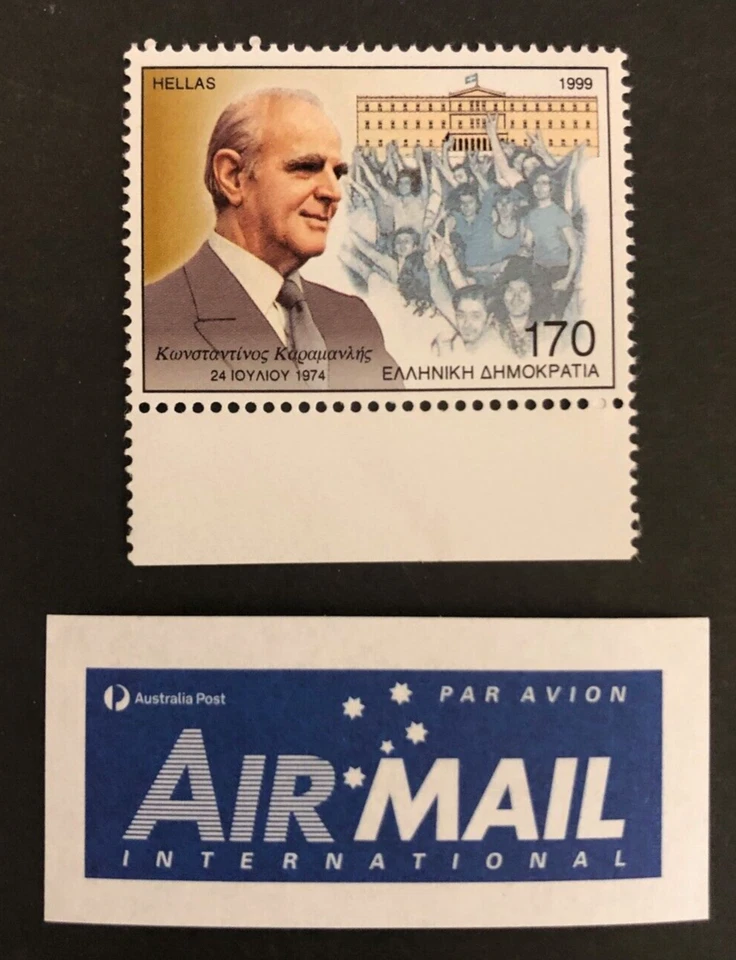 HELLAS 1999
170
Κωνσταντίνος Καραμανλής
24 ΙΟΥΛΙΟΥ 1974 ΕΛΛΗΝΙΚΗ ΔΗΜΟΚΡΑΤΙΑ
Australia Post PAR AVION
AIR MAIL
INTERNATIONAL